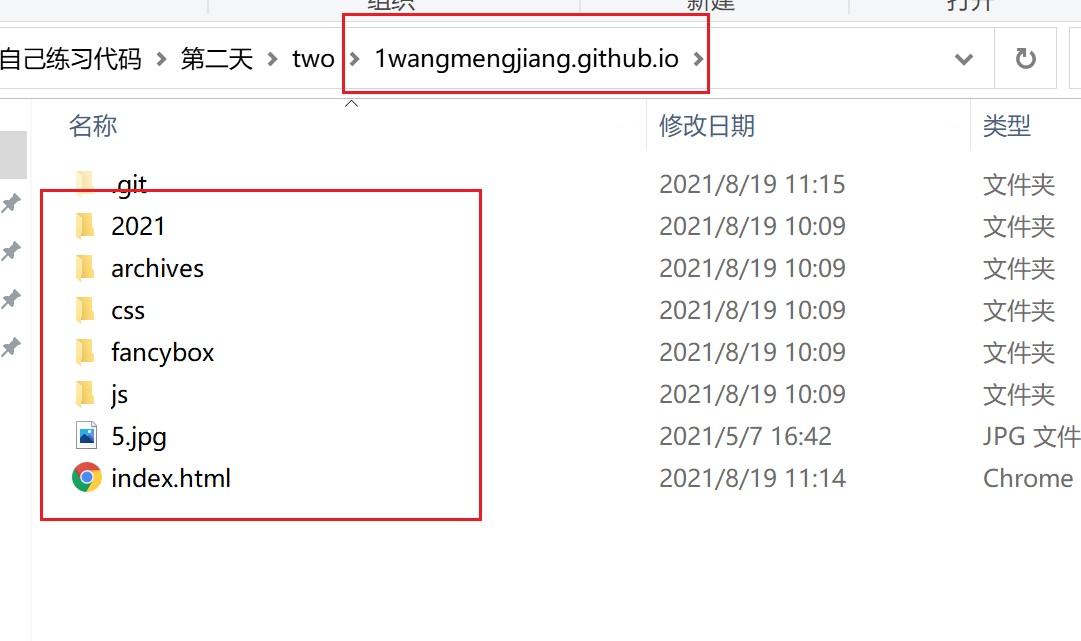 组织 新建 打开
自己练习代码 第二天 two 1wangmengjiang.github.io
名称 修改日期 类型
.git 2021/8/19 11:15 文件夹
2021 2021/8/19 10:09 文件夹
archives 2021/8/19 10:09 文件夹
css 2021/8/19 10:09 文件夹
fancybox 2021/8/19 10:09 文件夹
js 2021/8/19 10:09 文件夹
5.jpg 2021/5/7 16:42 JPG 文件
index.html 2021/8/19 11:14 Chrome